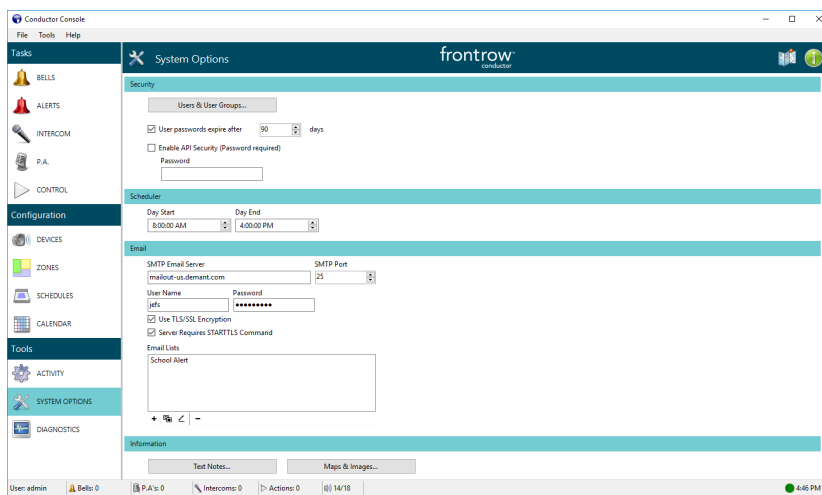 Conductor Console
File Tools Help
Tasks
System Options
frontrow
conductor
BELLS
ALERTS
INTERCOM
P.A.
CONTROL
Configuration
DEVICES
ZONES
SCHEDULES
CALENDAR
Tools
ACTIVITY
SYSTEM OPTIONS
DIAGNOSTICS
Security
Users & User Groups...
User passwords expire after 90 days
Enable API Security (Password required)
Password
Scheduler
Day Start Day End
8:00:00 AM 4:00:00 PM
Email
SMTP Email Server SMTP Port
mailout-us.demant.com 25
User Name Password
jefs •••••••••
Use TLS/SSL Encryption
Server Requires STARTTLS Command
Email Lists
School Alert
Information
Text Notes... Maps & Images...
User: admin Bells: 0 P.A's: 0 Intercoms: 0 Actions: 0 14/18 4:46 PM